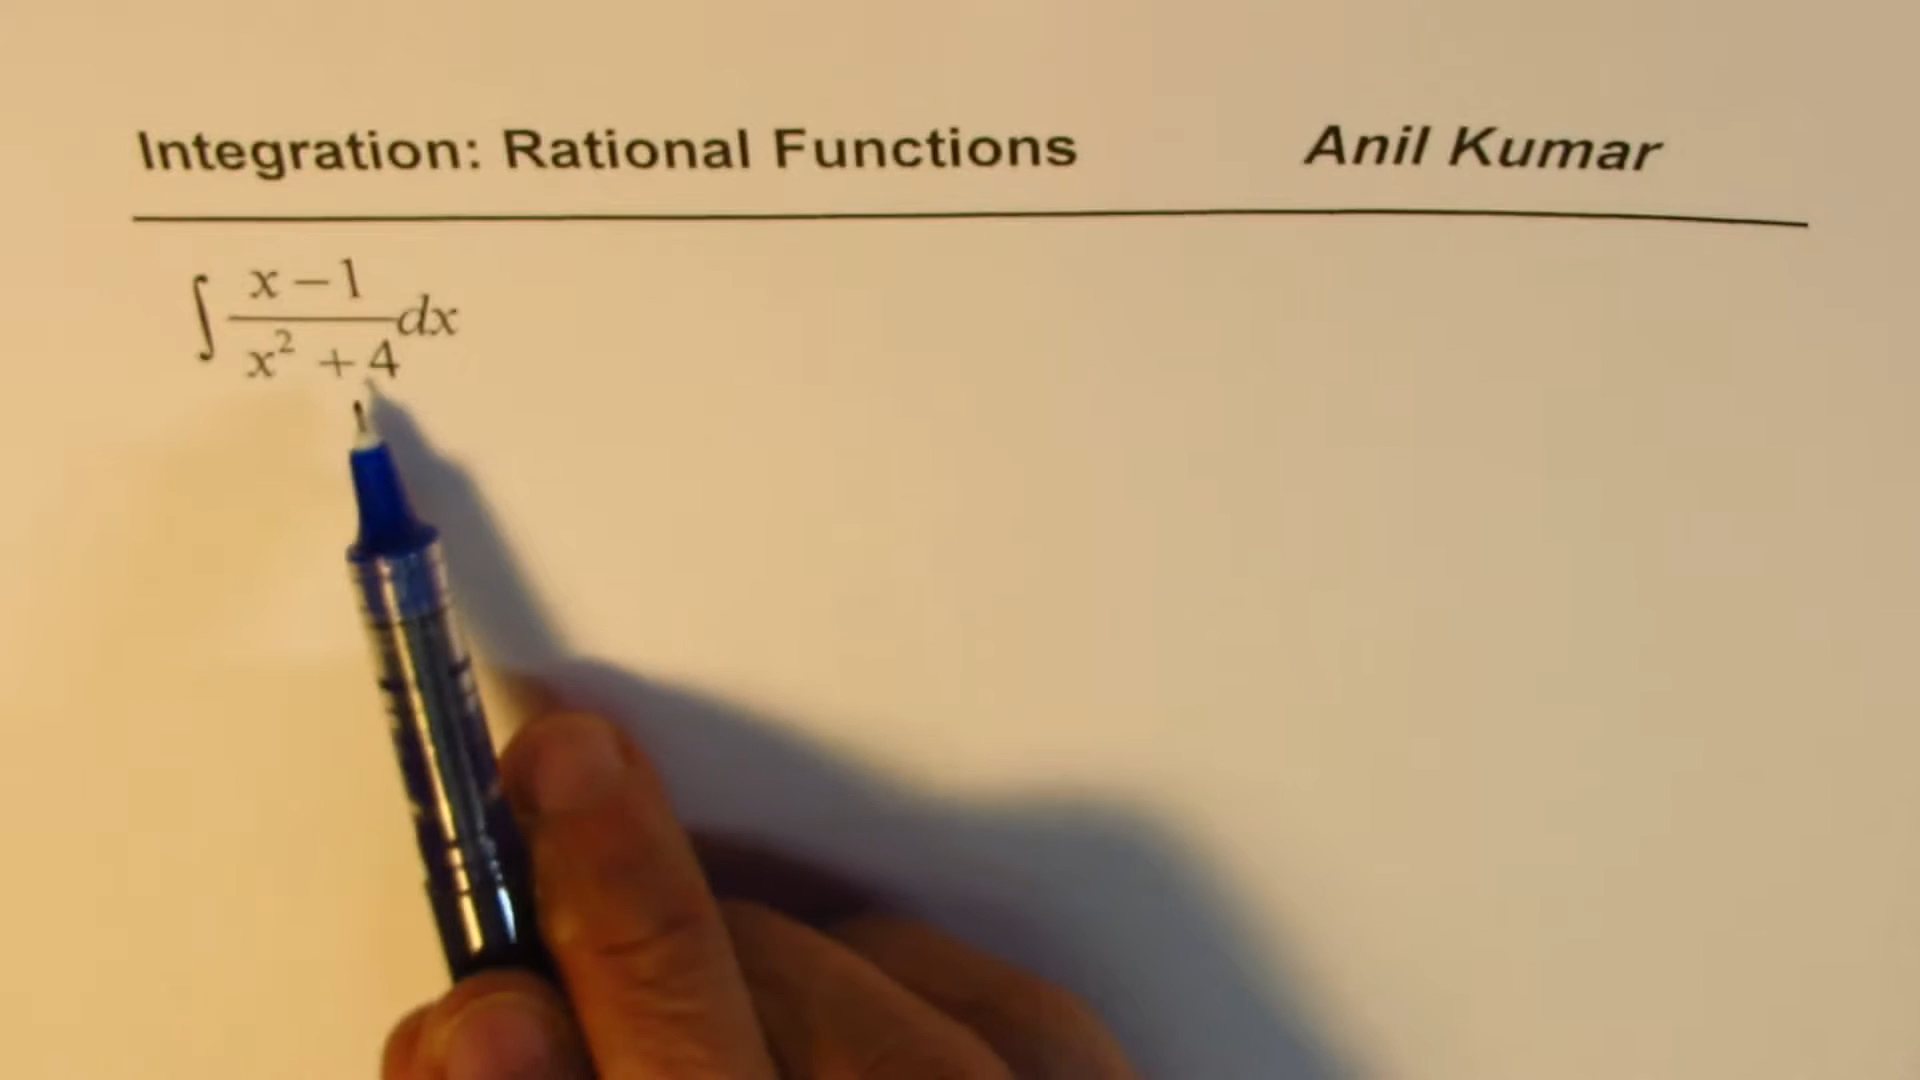 Integration: Rational Functions Anil Kumar
∫ (x − 1)/(x² + 4) dx